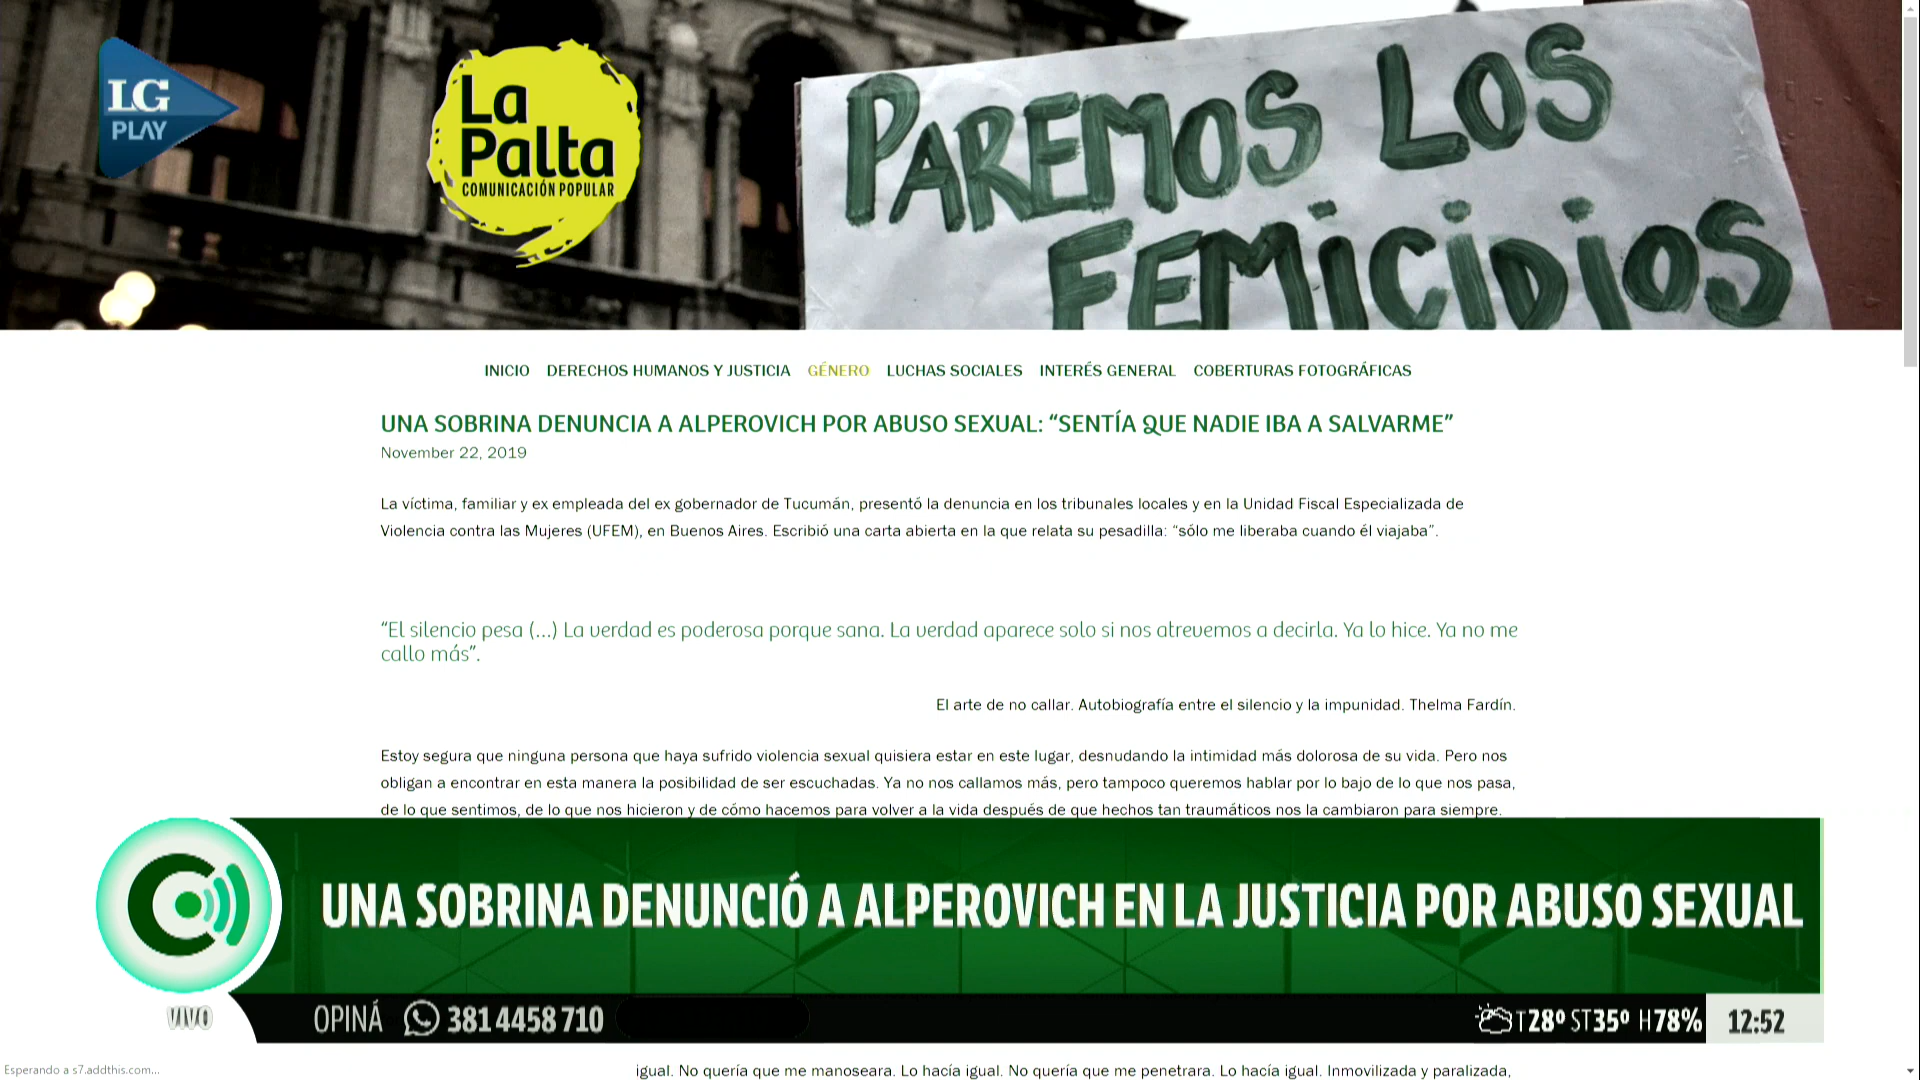 LG
PLAY
La
Palta
COMUNICACIÓN POPULAR
PAREMOS LOS
FEMICIDIOS
INICIO DERECHOS HUMANOS Y JUSTICIA GÉNERO LUCHAS SOCIALES INTERÉS GENERAL COBERTURAS FOTOGRÁFICAS
UNA SOBRINA DENUNCIA A ALPEROVICH POR ABUSO SEXUAL: “SENTÍA QUE NADIE IBA A SALVARME”
November 22, 2019
La víctima, familiar y ex empleada del ex gobernador de Tucumán, presentó la denuncia en los tribunales locales y en la Unidad Fiscal Especializada de
Violencia contra las Mujeres (UFEM), en Buenos Aires. Escribió una carta abierta en la que relata su pesadilla: “sólo me liberaba cuando él viajaba”.
“El silencio pesa (...) La verdad es poderosa porque sana. La verdad aparece solo si nos atrevemos a decirla. Ya lo hice. Ya no me
callo más”.
El arte de no callar. Autobiografía entre el silencio y la impunidad. Thelma Fardín.
Estoy segura que ninguna persona que haya sufrido violencia sexual quisiera estar en este lugar, desnudando la intimidad más dolorosa de su vida. Pero nos
obligan a encontrar en esta manera la posibilidad de ser escuchadas. Ya no nos callamos más, pero tampoco queremos hablar por lo bajo de lo que nos pasa,
de lo que sentimos, de lo que nos hicieron y de cómo hacemos para volver a la vida después de que hechos tan traumáticos nos la cambiaron para siempre.
UNA SOBRINA DENUNCIÓ A ALPEROVICH EN LA JUSTICIA POR ABUSO SEXUAL
VIVO
OPINÁ 381 4458 710
T28º ST35º H78% 12:52
Esperando a s7.addthis.com...
igual. No quería que me manoseara. Lo hacía igual. No quería que me penetrara. Lo hacía igual. Inmovilizada y paralizada,